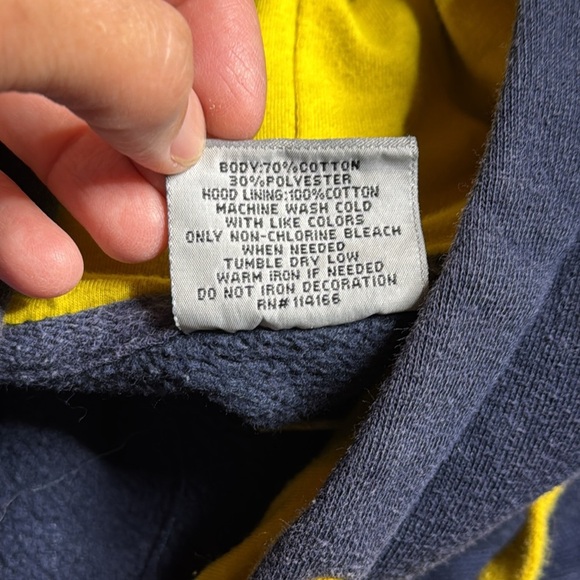 BODY:70%COTTON
30%POLYESTER
HOOD LINING:100%COTTON
MACHINE WASH COLD
WITH LIKE COLORS
ONLY NON-CHLORINE BLEACH
WHEN NEEDED
TUMBLE DRY LOW
WARM IRON IF NEEDED
DO NOT IRON DECORATION
RN# 114166